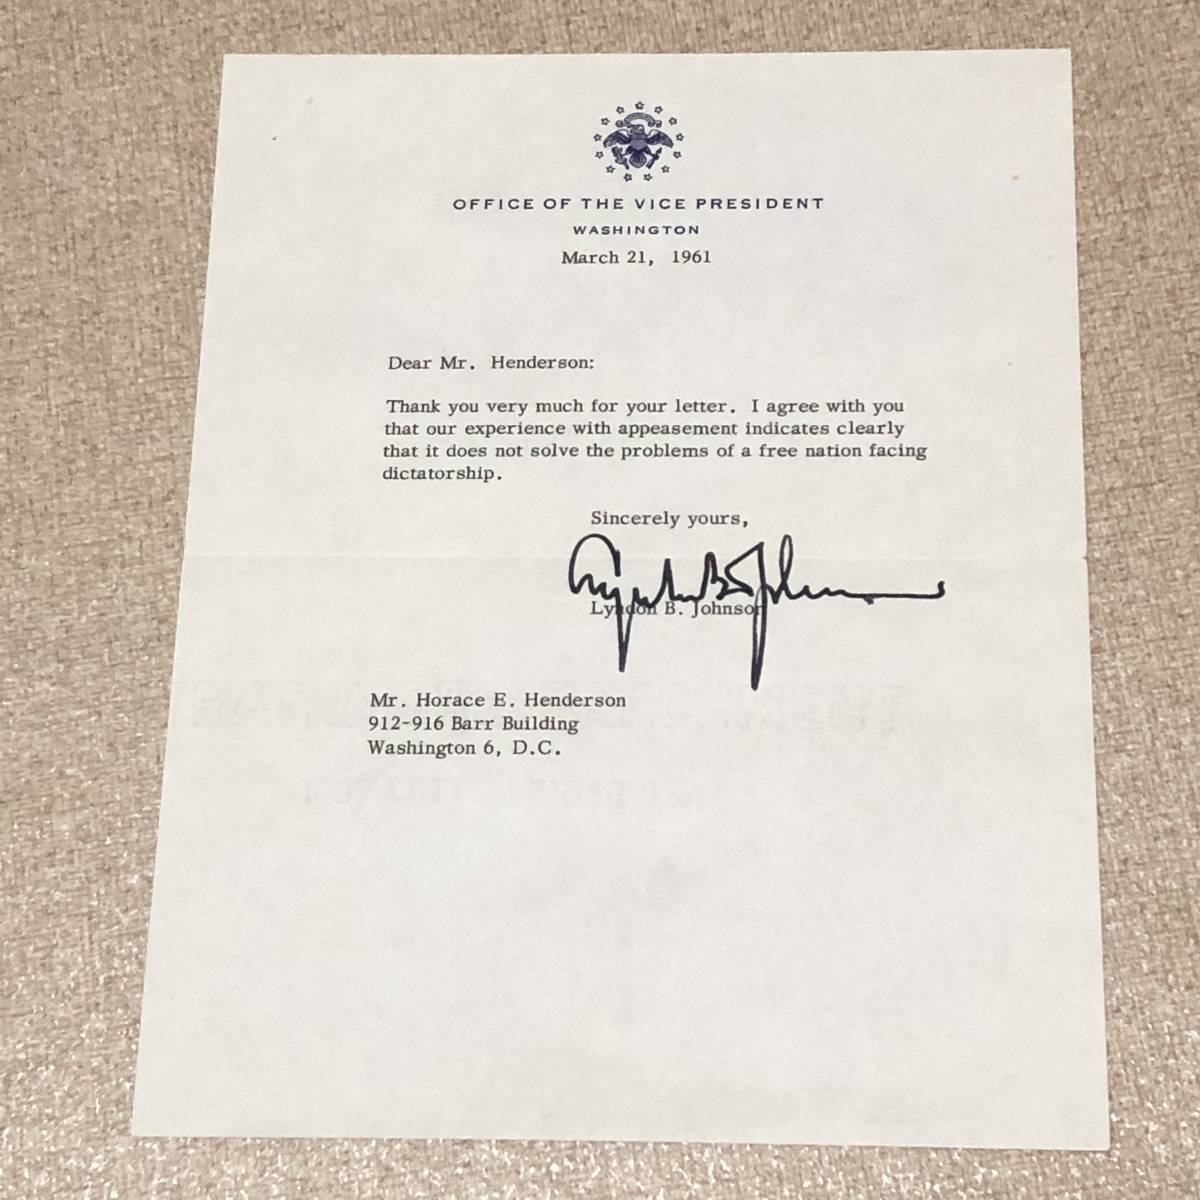 OFFICE OF THE VICE PRESIDENT
WASHINGTON
March 21, 1961
Dear Mr. Henderson:
Thank you very much for your letter. I agree with you
that our experience with appeasement indicates clearly
that it does not solve the problems of a free nation facing
dictatorship.
Sincerely yours,
Lyndon B. Johnson
Lyndon B. Johnson
Mr. Horace E. Henderson
912-916 Barr Building
Washington 6, D.C.